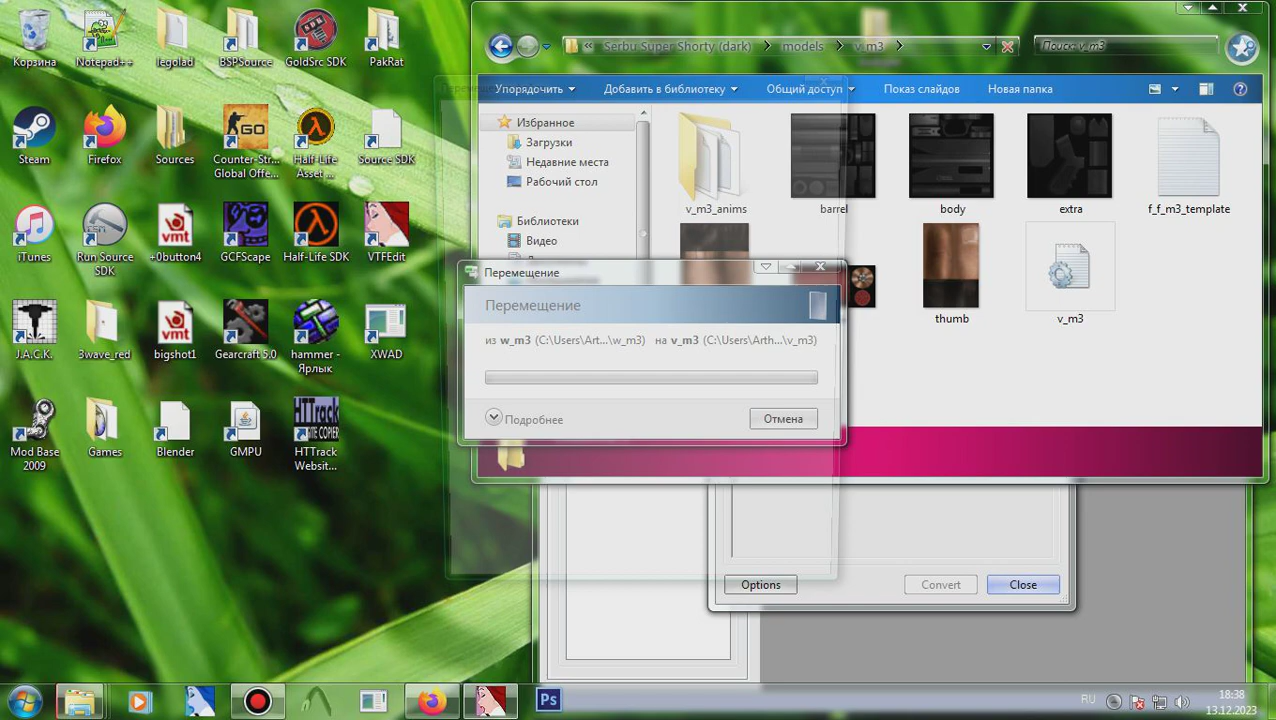 Корзина
Notepad++
legolad
BSPSource
GoldSrc SDK
PakRat
Steam
Firefox
Sources
Counter-Str...
Global Offe...
Half-Life
Asset ...
Source SDK
iTunes
Run Source
SDK
+0button4
GCFScape
Half-Life SDK
VTFEdit
J.A.C.K.
3wave_red
bigshot1
Gearcraft 5.0
hammer -
Ярлык
XWAD
Mod Base
2009
Games
Blender
GMPU
HTTrack
Websit...
vmt
vmt
GO
Serbu Super Shorty (dark)
models
v_m3
Поиск: v_m3
Упорядочить
Добавить в библиотеку
Общий доступ
Показ слайдов
Новая папка
Избранное
Загрузки
Недавние места
Рабочий стол
Библиотеки
Видео
v_m3_anims
barrel
body
extra
f_f_m3_template
thumb
v_m3
Перемещение
Перемещение
из w_m3 (C:\Users\Art...\w_m3) на v_m3 (C:\Users\Arth...\v_m3)
Подробнее
Отмена
Options
Convert
Close
Ps
RU
18:38
13.12.2023